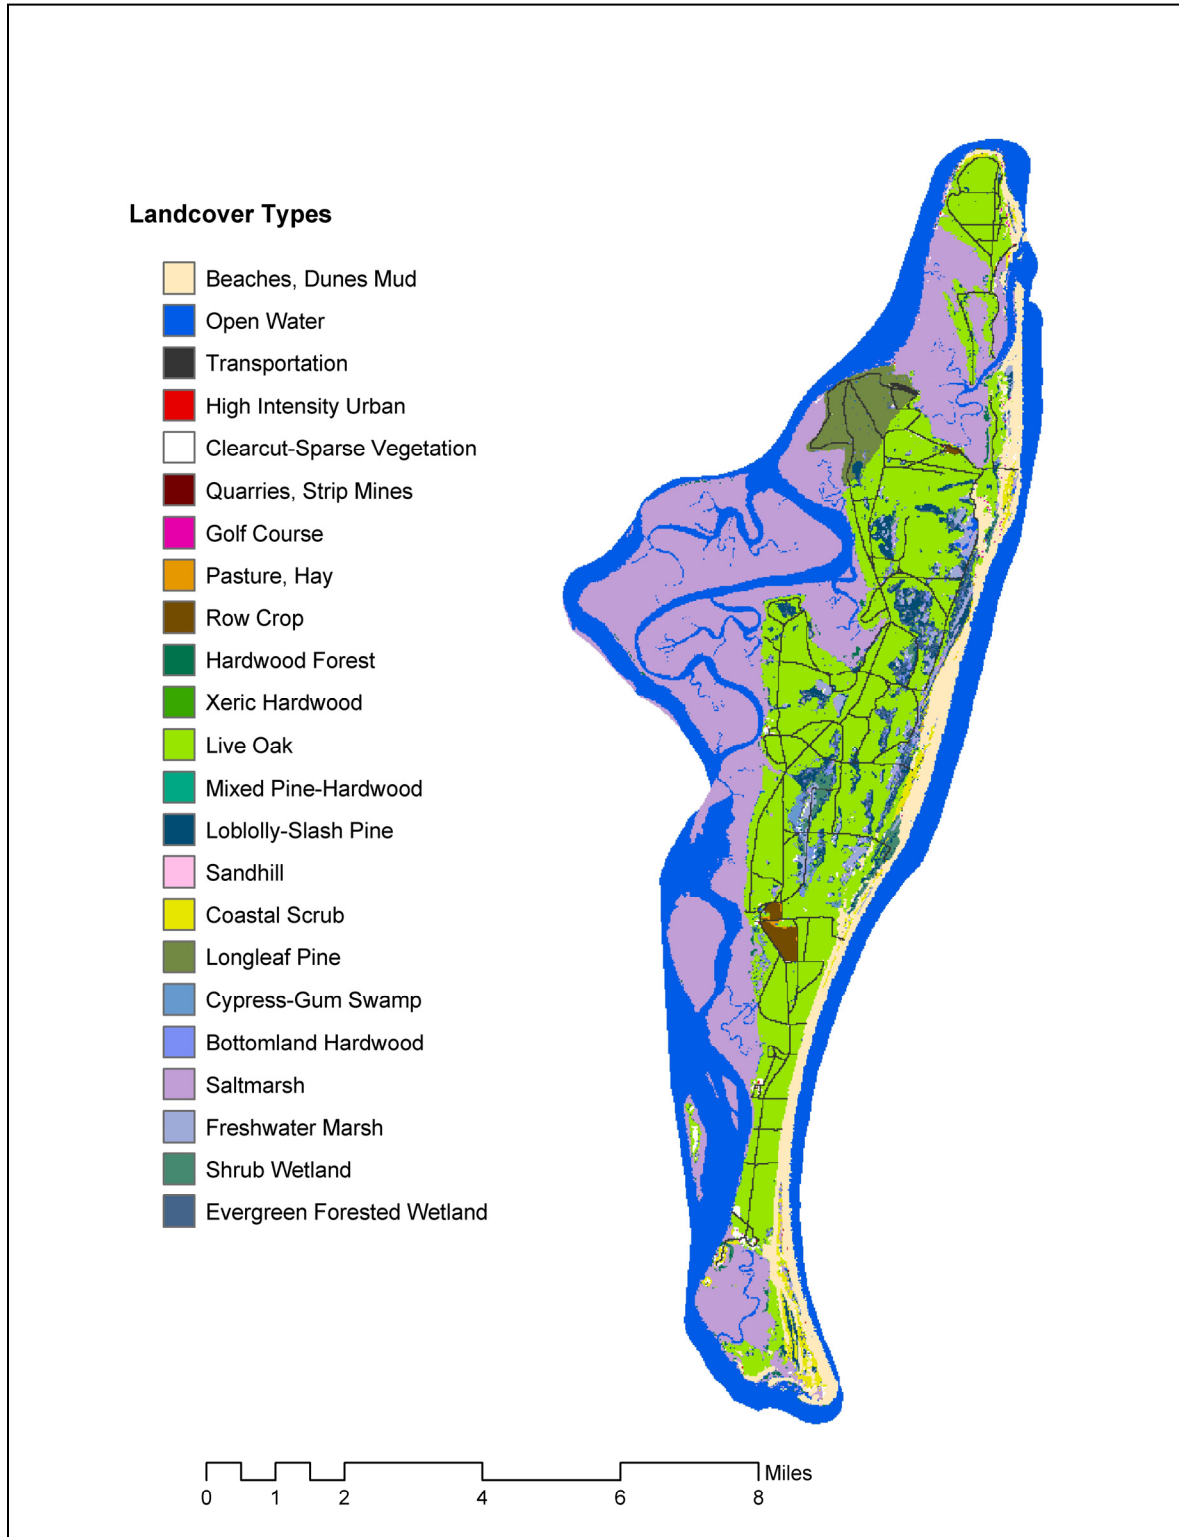 Landcover Types
Beaches, Dunes Mud
Open Water
Transportation
High Intensity Urban
Clearcut-Sparse Vegetation
Quarries, Strip Mines
Golf Course
Pasture, Hay
Row Crop
Hardwood Forest
Xeric Hardwood
Live Oak
Mixed Pine-Hardwood
Loblolly-Slash Pine
Sandhill
Coastal Scrub
Longleaf Pine
Cypress-Gum Swamp
Bottomland Hardwood
Saltmarsh
Freshwater Marsh
Shrub Wetland
Evergreen Forested Wetland
Miles
0 1 2 4 6 8